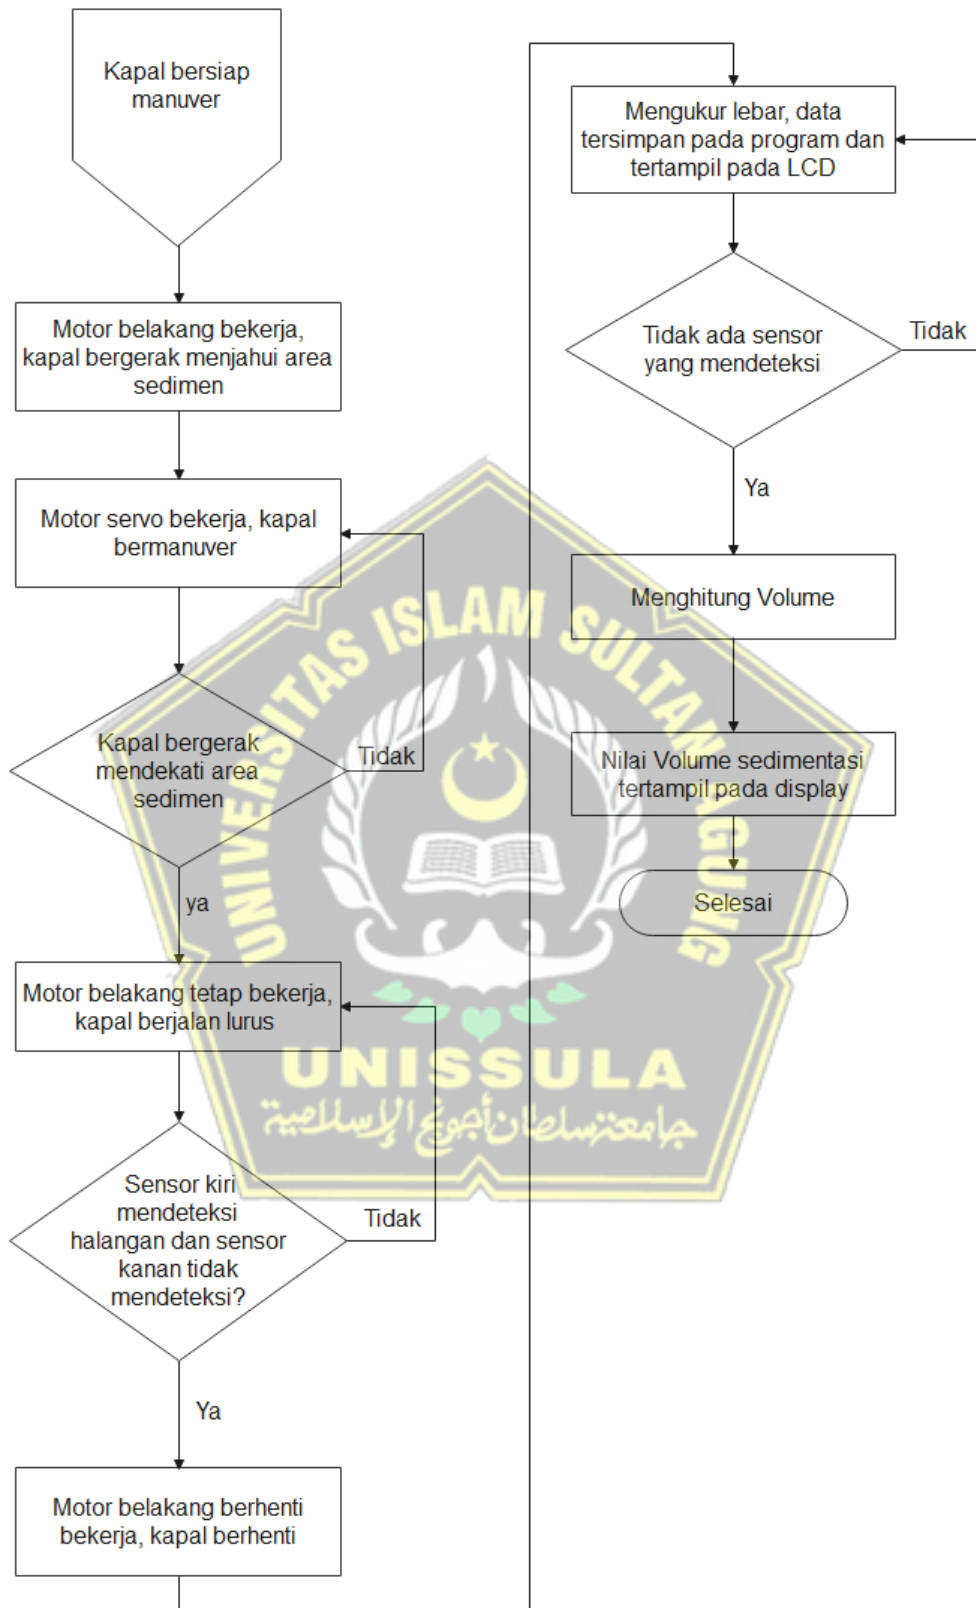 Kapal bersiap
manuver
Motor belakang bekerja,
kapal bergerak menjahui area
sedimen
Motor servo bekerja, kapal
bermanuver
Kapal bergerak
mendekati area
sedimen
Tidak
ya
Motor belakang tetap bekerja,
kapal berjalan lurus
Sensor kiri
mendeteksi
halangan dan sensor
kanan tidak
mendeteksi?
Tidak
Ya
Motor belakang berhenti
bekerja, kapal berhenti
Mengukur lebar, data
tersimpan pada program dan
tertampil pada LCD
Tidak ada sensor
yang mendeteksi
Tidak
Ya
Menghitung Volume
Nilai Volume sedimentasi
tertampil pada display
Selesai
UNIVERSITAS ISLAM SULTAN AGUNG
UNISSULA
جامعة سلطان أجونج الإسلامية